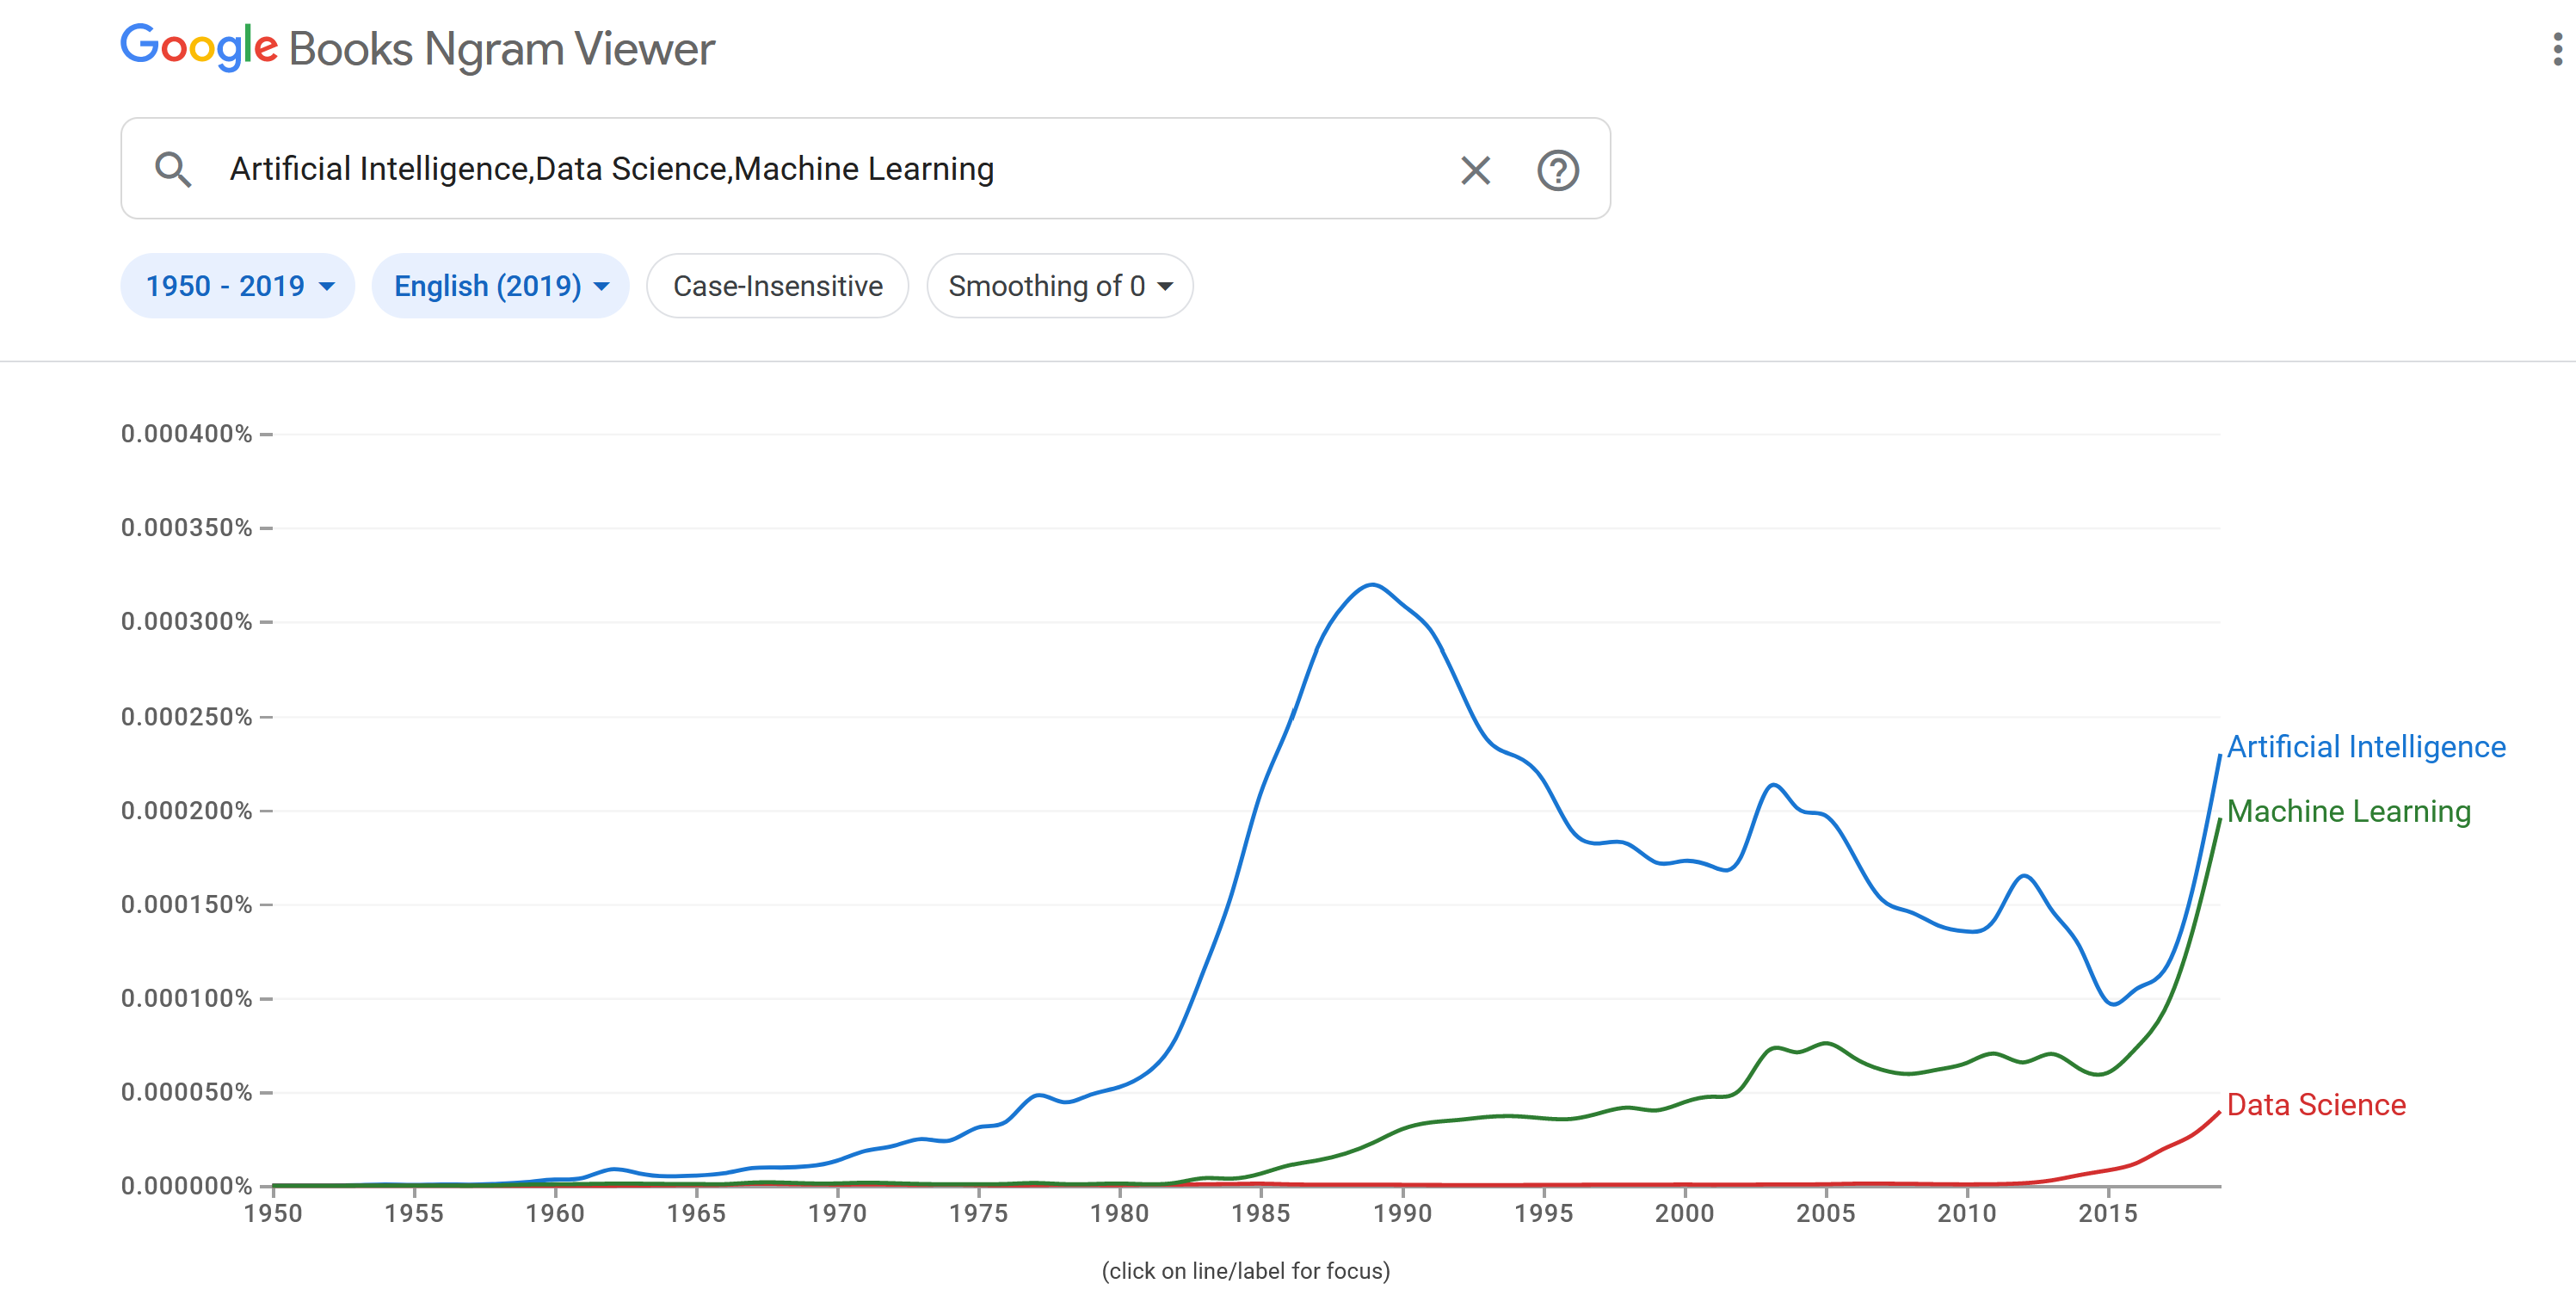 Google Books Ngram Viewer
Artificial Intelligence,Data Science,Machine Learning
1950 - 2019
English (2019)
Case-Insensitive
Smoothing of 0
0.000400%
0.000350%
0.000300%
0.000250%
0.000200%
0.000150%
0.000100%
0.000050%
0.000000%
Artificial Intelligence
Machine Learning
Data Science
1950 1955 1960 1965 1970 1975 1980 1985 1990 1995 2000 2005 2010 2015
(click on line/label for focus)